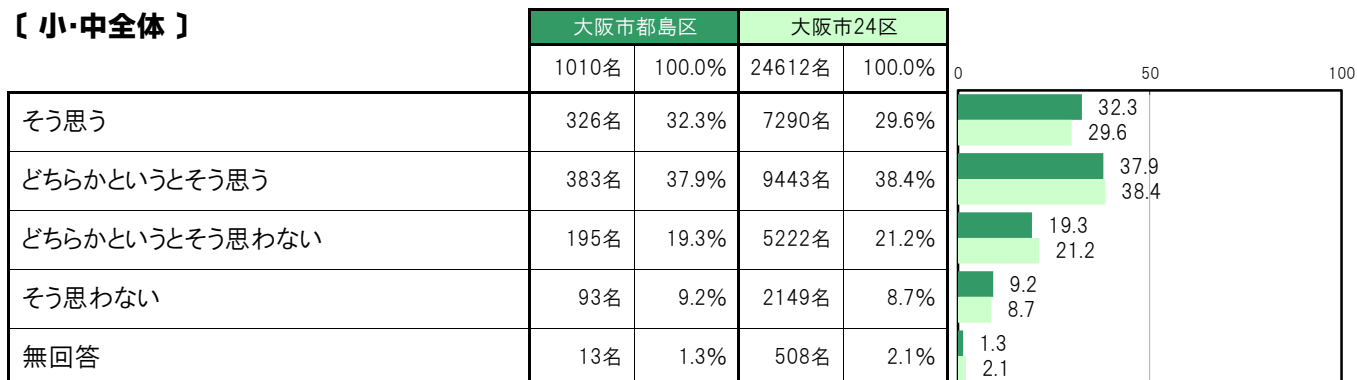 〔 小・中全体 〕
大阪市都島区 大阪市24区
1010名 100.0% 24612名 100.0%
0 50 100
そう思う 326名 32.3% 7290名 29.6%
32.3
29.6
どちらかというとそう思う 383名 37.9% 9443名 38.4%
37.9
38.4
どちらかというとそう思わない 195名 19.3% 5222名 21.2%
19.3
21.2
そう思わない 93名 9.2% 2149名 8.7%
9.2
8.7
無回答 13名 1.3% 508名 2.1%
1.3
2.1